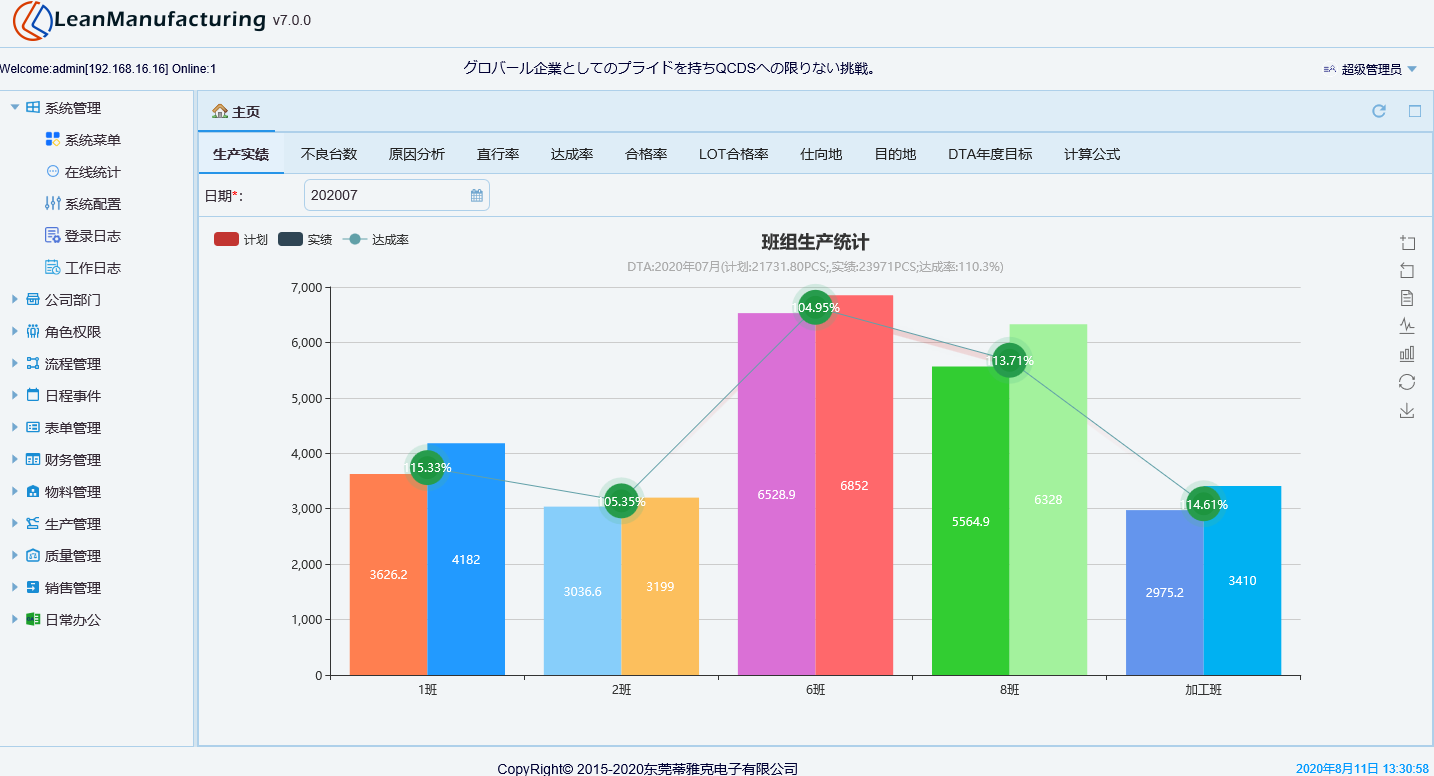 LeanManufacturing v7.0.0
Welcome:admin[192.168.16.16] Online:1
グロバール企業としてのプライドを持ちQCDSへの限りない挑戦。
超级管理员
系统管理
系统菜单
在线统计
系统配置
登录日志
工作日志
公司部门
角色权限
流程管理
日程事件
表单管理
财务管理
物料管理
生产管理
质量管理
销售管理
日常办公
主页
生产实绩 不良台数 原因分析 直行率 达成率 合格率 LOT合格率 仕向地 目的地 DTA年度目标 计算公式
日期*: 202007
计划 实绩 达成率
班组生产统计
DTA:2020年07月(计划:21731.80PCS;,实绩:23971PCS;达成率:110.3%)
7,000
6,000
5,000
4,000
3,000
2,000
1,000
0
115.33% 105.35% 104.95% 113.71% 114.61%
3626.2 4182 3036.6 3199 6528.9 6852 5564.9 6328 2975.2 3410
1班 2班 6班 8班 加工班
CopyRight© 2015-2020东莞蒂雅克电子有限公司
2020年8月11日 13:30:58